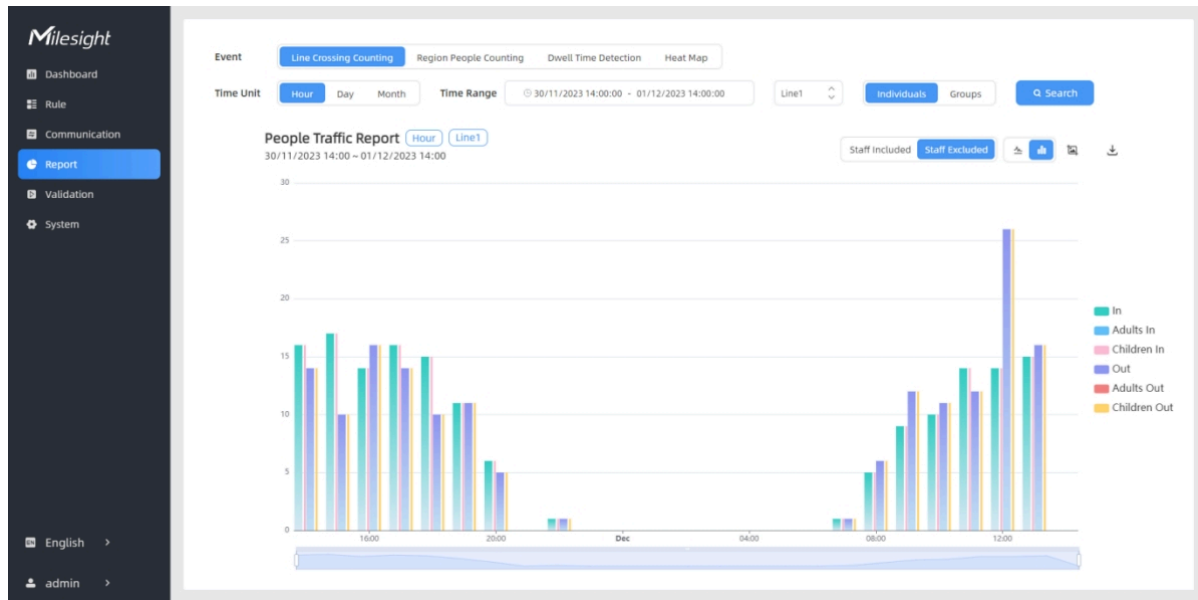 Milesight
Dashboard
Rule
Communication
Report
Validation
System
English >
admin >
Event Line Crossing Counting Region People Counting Dwell Time Detection Heat Map
Time Unit Hour Day Month Time Range 30/11/2023 14:00:00 - 01/12/2023 14:00:00 Line1 Individuals Groups Search
People Traffic Report Hour Line1
30/11/2023 14:00 ~ 01/12/2023 14:00
Staff Included Staff Excluded
30
25
20
15
10
5
0
16:00 20:00 Dec 04:00 08:00 12:00
In
Adults In
Children In
Out
Adults Out
Children Out